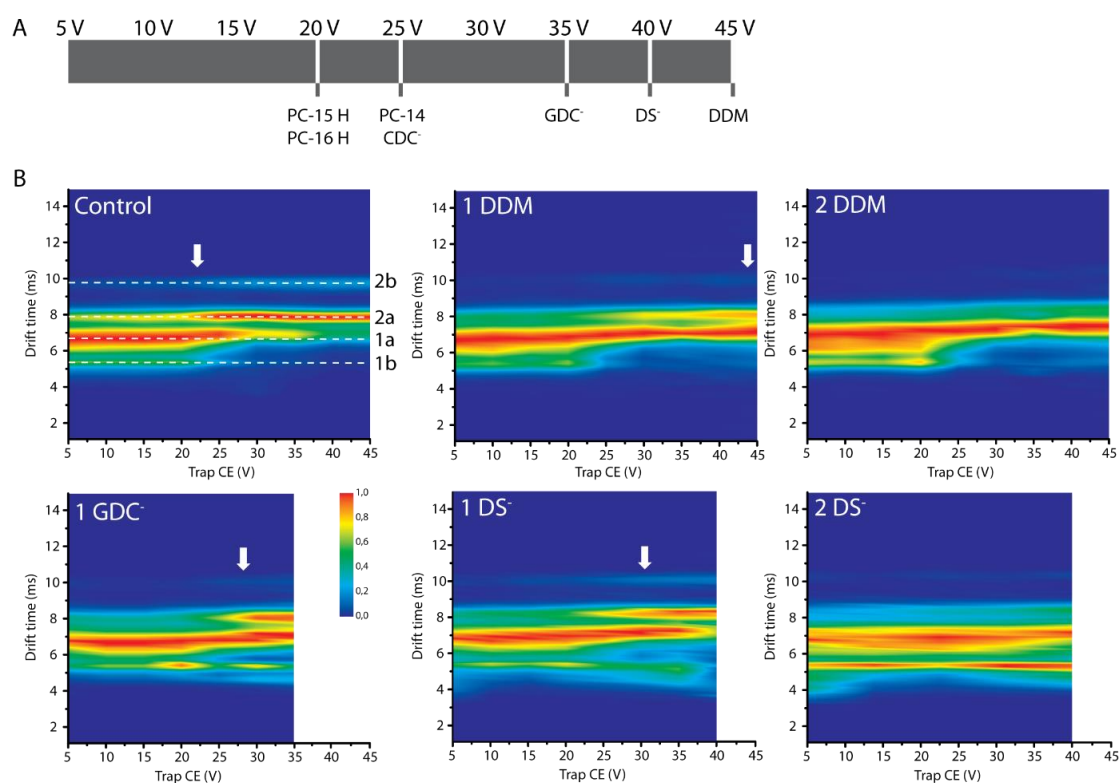 A
5 V 10 V 15 V 20 V 25 V 30 V 35 V 40 V 45 V
PC-15 H PC-14 GDC⁻ DS⁻ DDM
PC-16 H CDC⁻
B
Control
Drift time (ms)
14
12
10
8
6
4
2
2b
2a
1a
1b
5 10 15 20 25 30 35 40 45
Trap CE (V)
1 DDM
Drift time (ms)
14
12
10
8
6
4
2
5 10 15 20 25 30 35 40 45
Trap CE (V)
2 DDM
Drift time (ms)
14
12
10
8
6
4
2
5 10 15 20 25 30 35 40 45
Trap CE (V)
1 GDC⁻
Drift time (ms)
14
12
10
8
6
4
2
1,0
0,8
0,6
0,4
0,2
0,0
5 10 15 20 25 30 35 40 45
Trap CE (V)
1 DS⁻
Drift time (ms)
14
12
10
8
6
4
2
5 10 15 20 25 30 35 40 45
Trap CE (V)
2 DS⁻
Drift time (ms)
14
12
10
8
6
4
2
5 10 15 20 25 30 35 40 45
Trap CE (V)